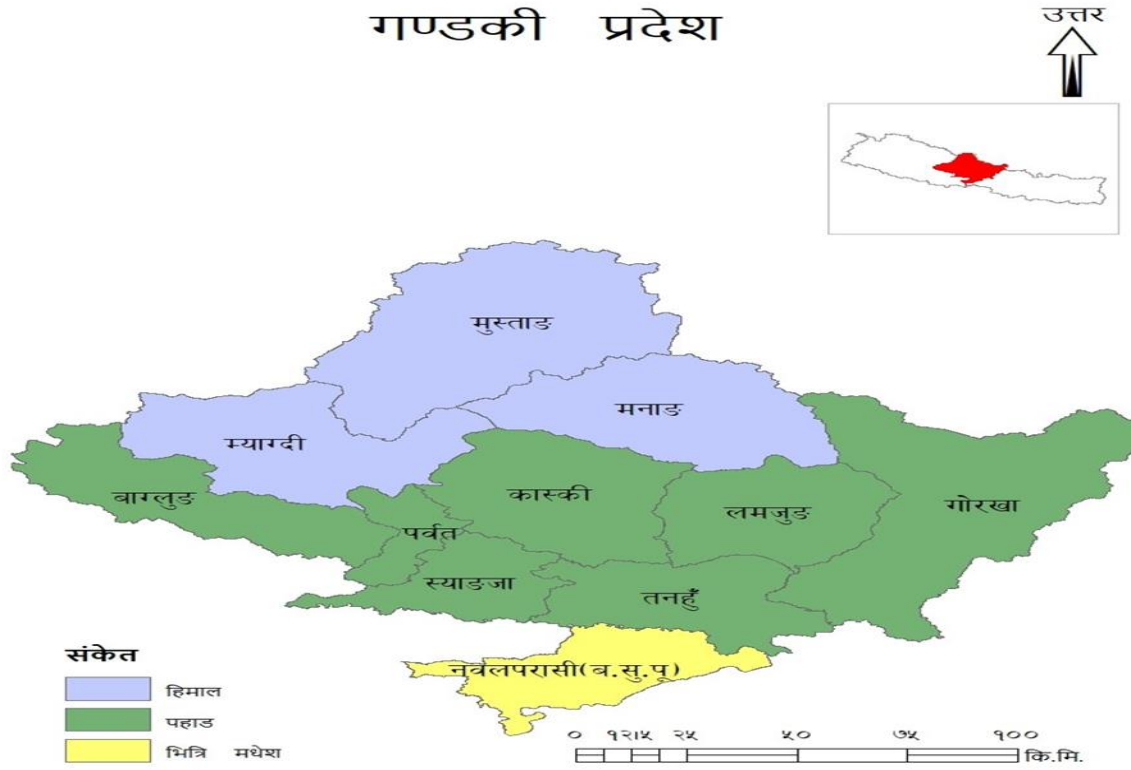 गण्डकी प्रदेश
उत्तर
मुस्ताङ
मनाङ
म्याग्दी
बाग्लुङ
कास्की
लमजुङ
गोरखा
पर्वत
स्याङजा
तनहुँ
नवलपरासी(ब.सु.पू)
संकेत
हिमाल
पहाड
भित्रि मधेश
० १२।५ २५ ५० ७५ १००
कि.मि.